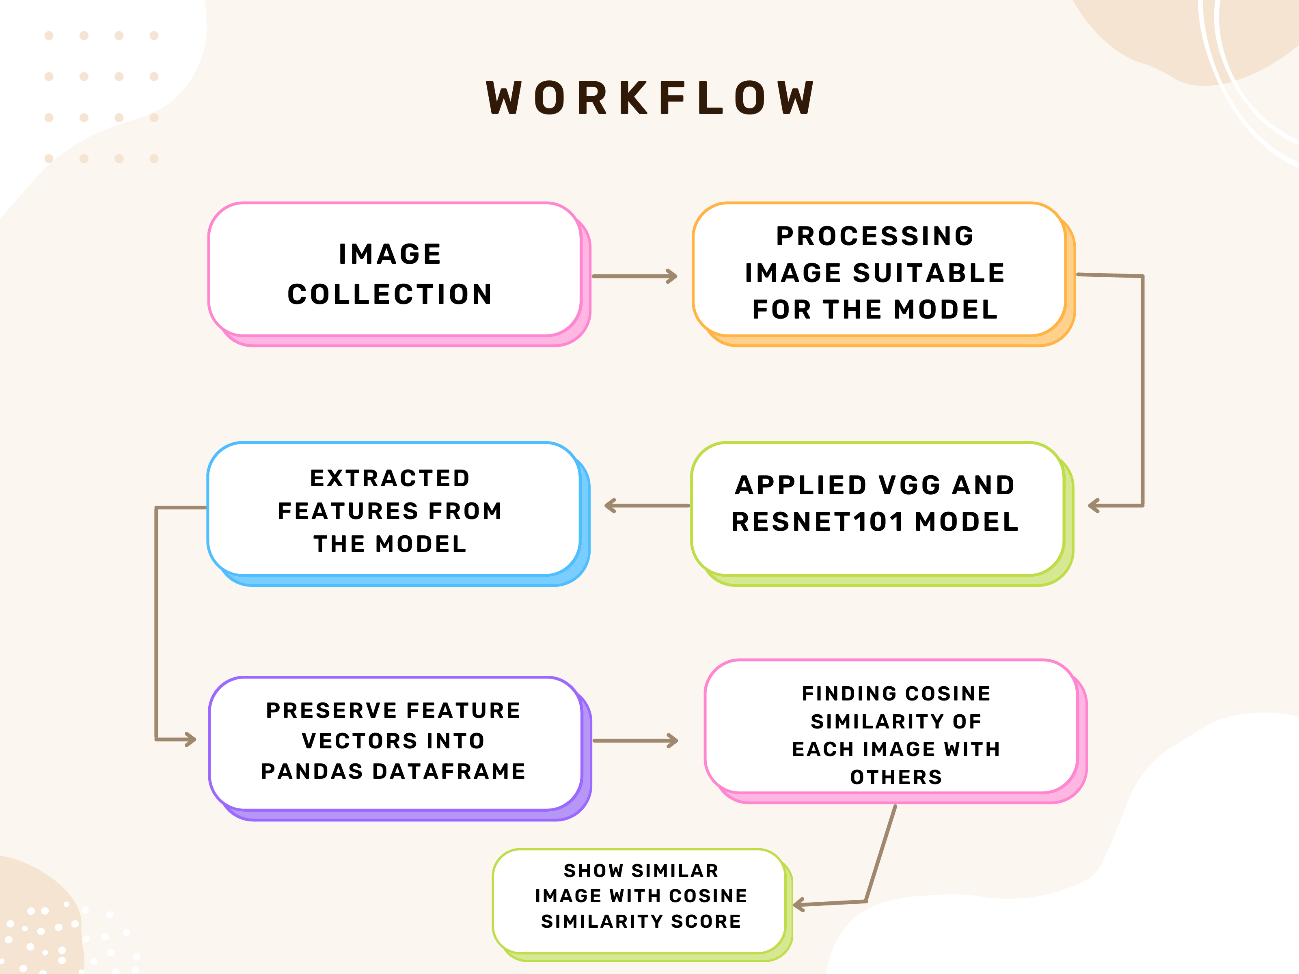 WORKFLOW
IMAGE
COLLECTION
PROCESSING
IMAGE SUITABLE
FOR THE MODEL
APPLIED VGG AND
RESNET101 MODEL
EXTRACTED
FEATURES FROM
THE MODEL
PRESERVE FEATURE
VECTORS INTO
PANDAS DATAFRAME
FINDING COSINE
SIMILARITY OF
EACH IMAGE WITH
OTHERS
SHOW SIMILAR
IMAGE WITH COSINE
SIMILARITY SCORE